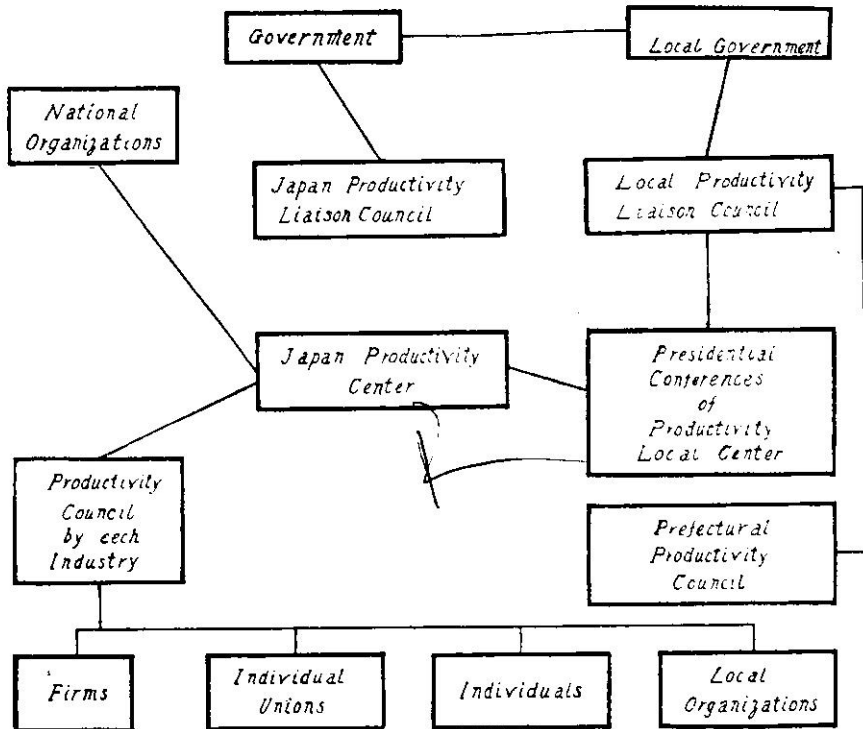 Government
Local Government
National
Organizations
Japan Productivity
Liaison Council
Local Productivity
Liaison Council
Japan Productivity
Center
Presidential
Conferences
of
Productivity
Local Center
Productivity
Council
by eech
Industry
Prefectural
Productivity
Council
Firms
Individual
Unions
Individuals
Local
Organizations